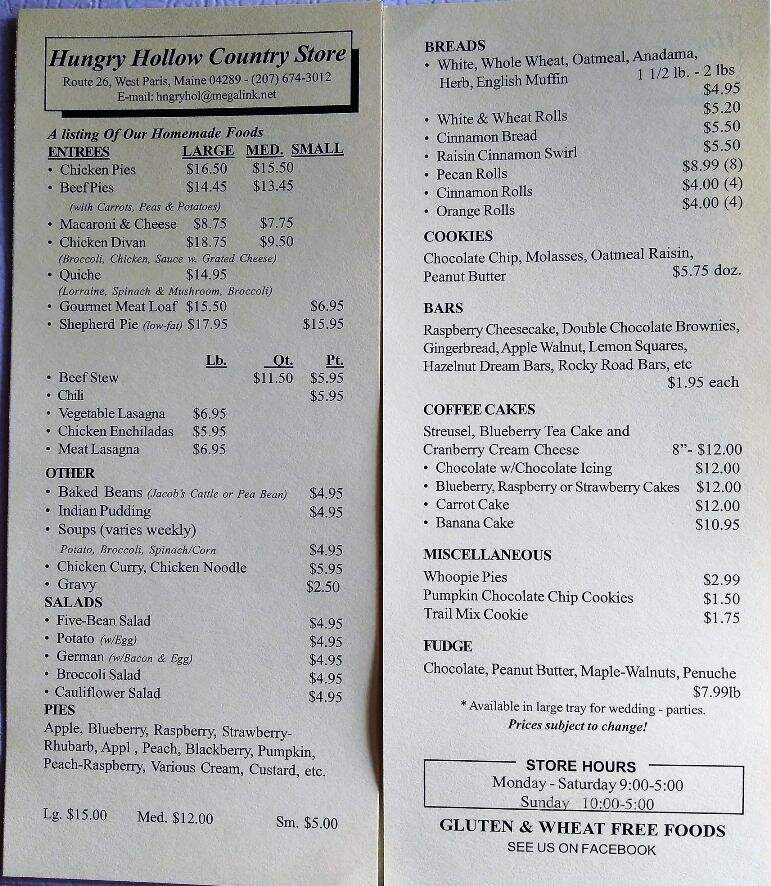 Hungry Hollow Country Store
Route 26, West Paris, Maine 04289 - (207) 674-3012
E-mail: hngryhol@megalink.net
A listing Of Our Homemade Foods
ENTREES LARGE MED. SMALL
• Chicken Pies $16.50 $15.50
• Beef Pies $14.45 $13.45
(with Carrots, Peas & Potatoes)
• Macaroni & Cheese $8.75 $7.75
• Chicken Divan $18.75 $9.50
(Broccoli, Chicken, Sauce w. Grated Cheese)
• Quiche $14.95
(Lorraine, Spinach & Mushroom, Broccoli)
• Gourmet Meat Loaf $15.50 $6.95
• Shepherd Pie (low-fat) $17.95 $15.95
Lb. Qt. Pt.
• Beef Stew $11.50 $5.95
• Chili $5.95
• Vegetable Lasagna $6.95
• Chicken Enchiladas $5.95
• Meat Lasagna $6.95
OTHER
• Baked Beans (Jacob's Cattle or Pea Bean) $4.95
• Indian Pudding $4.95
• Soups (varies weekly)
Potato, Broccoli, Spinach/Corn $4.95
• Chicken Curry, Chicken Noodle $5.95
• Gravy $2.50
SALADS
• Five-Bean Salad $4.95
• Potato (w/Egg) $4.95
• German (w/Bacon & Egg) $4.95
• Broccoli Salad $4.95
• Cauliflower Salad $4.95
PIES
Apple, Blueberry, Raspberry, Strawberry-
Rhubarb, Appl , Peach, Blackberry, Pumpkin,
Peach-Raspberry, Various Cream, Custard, etc.
Lg. $15.00 Med. $12.00 Sm. $5.00
BREADS
• White, Whole Wheat, Oatmeal, Anadama,
Herb, English Muffin 1 1/2 lb. - 2 lbs
$4.95
• White & Wheat Rolls $5.20
• Cinnamon Bread $5.50
• Raisin Cinnamon Swirl $5.50
• Pecan Rolls $8.99 (8)
• Cinnamon Rolls $4.00 (4)
• Orange Rolls $4.00 (4)
COOKIES
Chocolate Chip, Molasses, Oatmeal Raisin,
Peanut Butter $5.75 doz.
BARS
Raspberry Cheesecake, Double Chocolate Brownies,
Gingerbread, Apple Walnut, Lemon Squares,
Hazelnut Dream Bars, Rocky Road Bars, etc
$1.95 each
COFFEE CAKES
Streusel, Blueberry Tea Cake and
Cranberry Cream Cheese 8”- $12.00
• Chocolate w/Chocolate Icing $12.00
• Blueberry, Raspberry or Strawberry Cakes $12.00
• Carrot Cake $12.00
• Banana Cake $10.95
MISCELLANEOUS
Whoopie Pies $2.99
Pumpkin Chocolate Chip Cookies $1.50
Trail Mix Cookie $1.75
FUDGE
Chocolate, Peanut Butter, Maple-Walnuts, Penuche
$7.99lb
* Available in large tray for wedding - parties.
Prices subject to change!
STORE HOURS
Monday - Saturday 9:00-5:00
Sunday 10:00-5:00
GLUTEN & WHEAT FREE FOODS
SEE US ON FACEBOOK